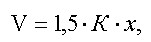 V = 1,5 · K · x,